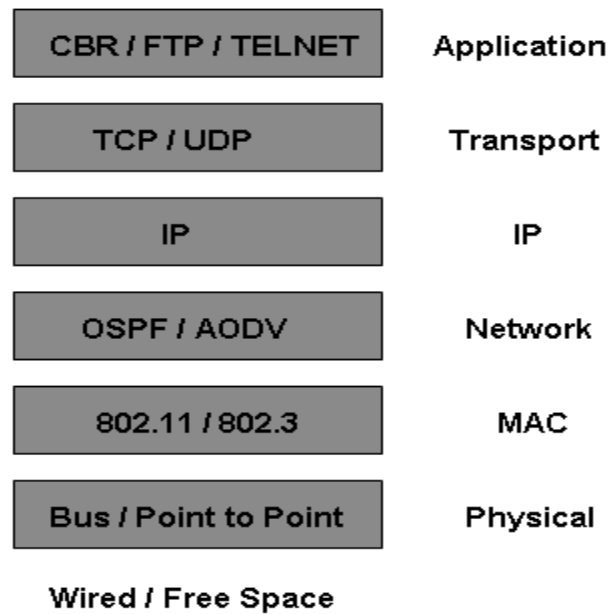 CBR / FTP / TELNET Application
TCP / UDP Transport
IP IP
OSPF / AODV Network
802.11 / 802.3 MAC
Bus / Point to Point Physical
Wired / Free Space